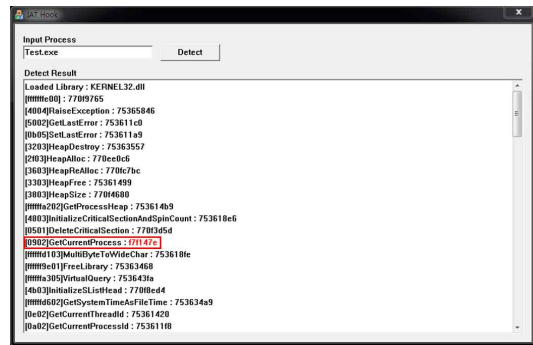 IAT Hook
Input Process
Test.exe
Detect
Detect Result
Loaded Library : KERNEL32.dll
[fffffffe00] : 770f9765
[4004]RaiseException : 75365846
[5002]GetLastError : 753611c0
[0b05]SetLastError : 753611a9
[3203]HeapDestroy : 75363557
[2f03]HeapAlloc : 770ee0c6
[3603]HeapReAlloc : 770fc7bc
[3303]HeapFree : 75361499
[3803]HeapSize : 770f4680
[ffffffa202]GetProcessHeap : 753614b9
[4803]InitializeCriticalSectionAndSpinCount : 753618e6
[0501]DeleteCriticalSection : 770f3d5d
[0902]GetCurrentProcess : f7f147e
[ffffffd103]MultiByteToWideChar : 753618fe
[ffffff9e01]FreeLibrary : 75363468
[ffffffa305]VirtualQuery : 753643fa
[4b03]InitializeSListHead : 770f8ed4
[ffffffd602]GetSystemTimeAsFileTime : 753634a9
[0e02]GetCurrentThreadId : 75361420
[0a02]GetCurrentProcessId : 753611f8